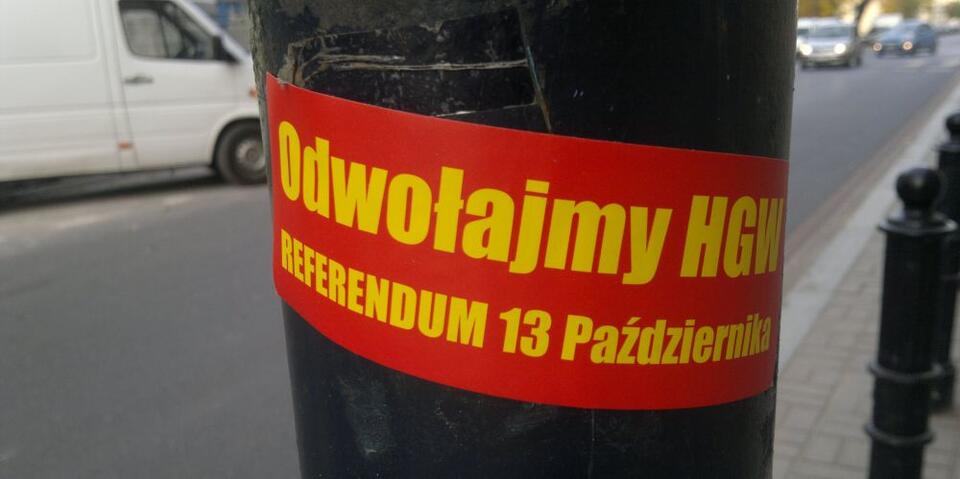 Odwołajmy HGW
REFERENDUM 13 Października